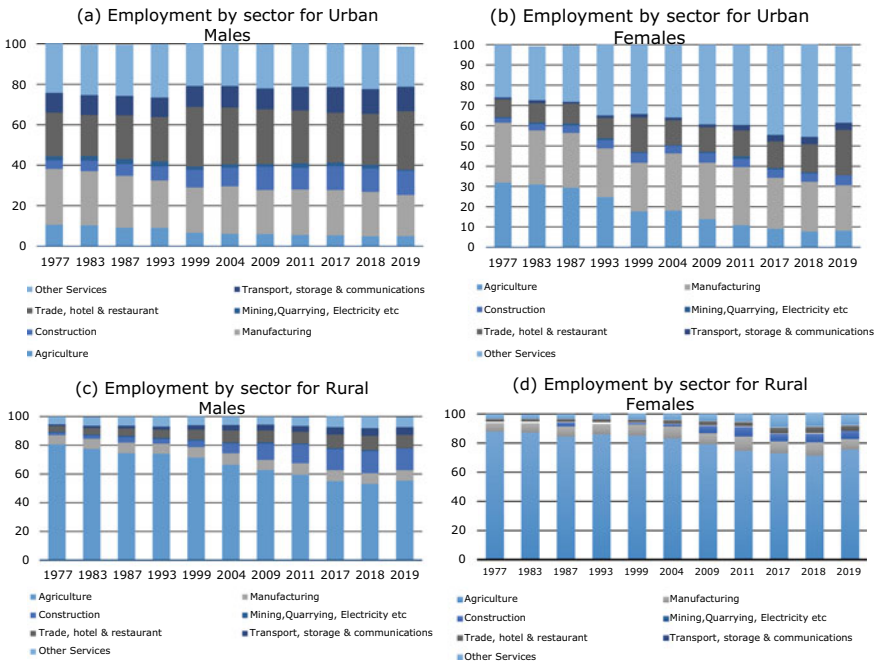 (a) Employment by sector for Urban
Males
100
80
60
40
20
0
1977 1983 1987 1993 1999 2004 2009 2011 2017 2018 2019
Other Services
Transport, storage & communications
Trade, hotel & restaurant
Mining,Quarrying, Electricity etc
Construction
Manufacturing
Agriculture
(b) Employment by sector for Urban
Females
100
90
80
70
60
50
40
30
20
10
0
1977 1983 1987 1993 1999 2004 2009 2011 2017 2018 2019
Agriculture
Manufacturing
Construction
Mining,Quarrying, Electricity etc
Trade, hotel & restaurant
Transport, storage & communications
Other Services
(c) Employment by sector for Rural
Males
100
80
60
40
20
0
1977 1983 1987 1993 1999 2004 2009 2011 2017 2018 2019
Agriculture
Manufacturing
Construction
Mining,Quarrying, Electricity etc
Trade, hotel & restaurant
Transport, storage & communications
Other Services
(d) Employment by sector for Rural
Females
100
80
60
40
20
0
1977 1983 1987 1993 1999 2004 2009 2011 2017 2018 2019
Agriculture
Manufacturing
Construction
Mining,Quarrying, Electricity etc
Trade, hotel & restaurant
Transport, storage & communications
Other Services